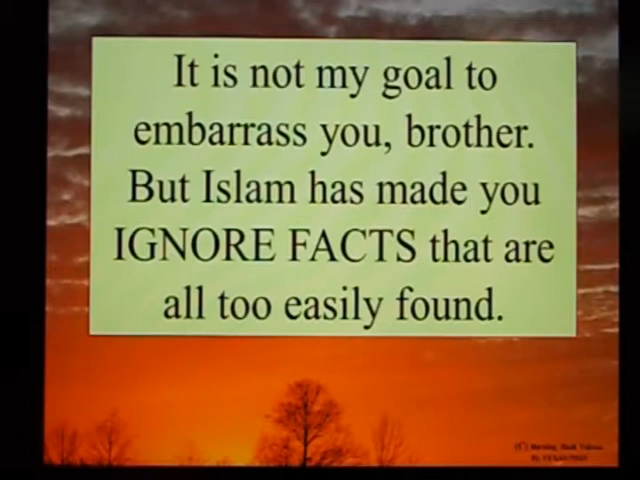 It is not my goal to
embarrass you, brother.
But Islam has made you
IGNORE FACTS that are
all too easily found.